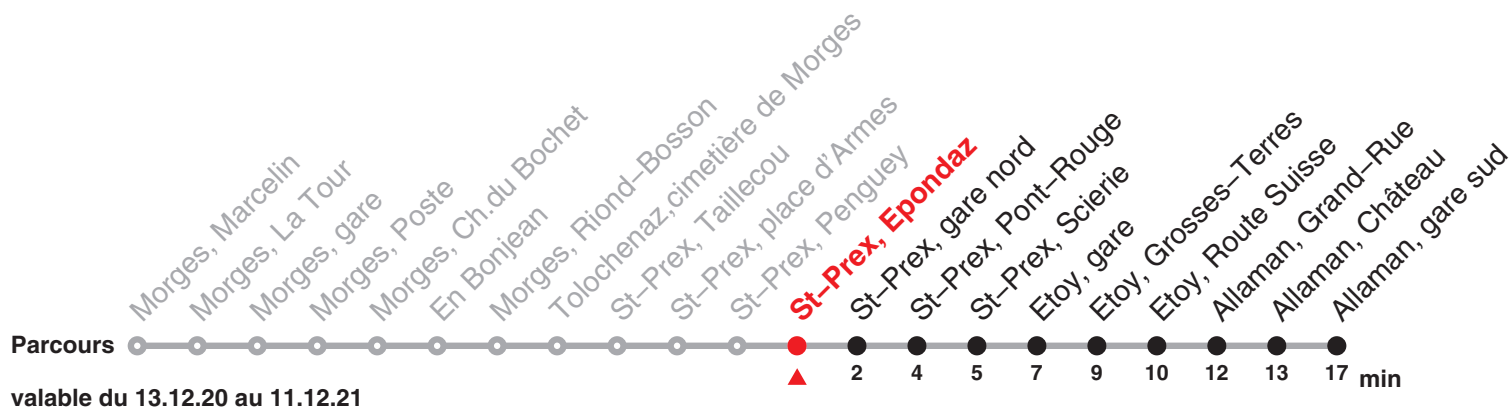 Morges, Marcelin
Morges, La Tour
Morges, gare
Morges, Poste
Morges, Ch.du Bochet
En Bonjean
Morges, Riond–Bosson
Tolochenaz, cimetière de Morges
St–Prex, Taillecou
St–Prex, place d'Armes
St–Prex, Penguey
St–Prex, Epondaz
St–Prex, gare nord
St–Prex, Pont–Rouge
St–Prex, Scierie
Etoy, gare
Etoy, Grosses–Terres
Etoy, Route Suisse
Allaman, Grand–Rue
Allaman, Château
Allaman, gare sud
Parcours
2 4 5 7 9 10 12 13 17 min
valable du 13.12.20 au 11.12.21